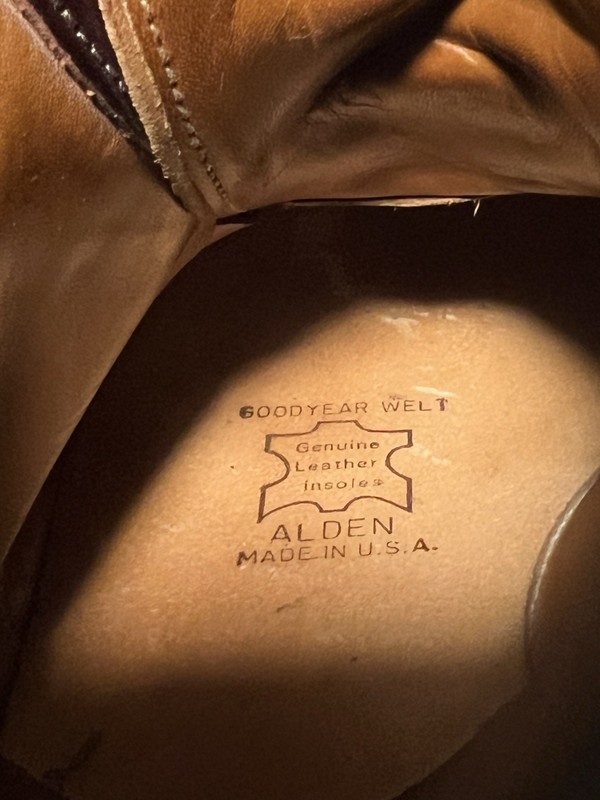 GOODYEAR WELT
Genuine
Leather
Insoles
ALDEN
MADE IN U.S.A.